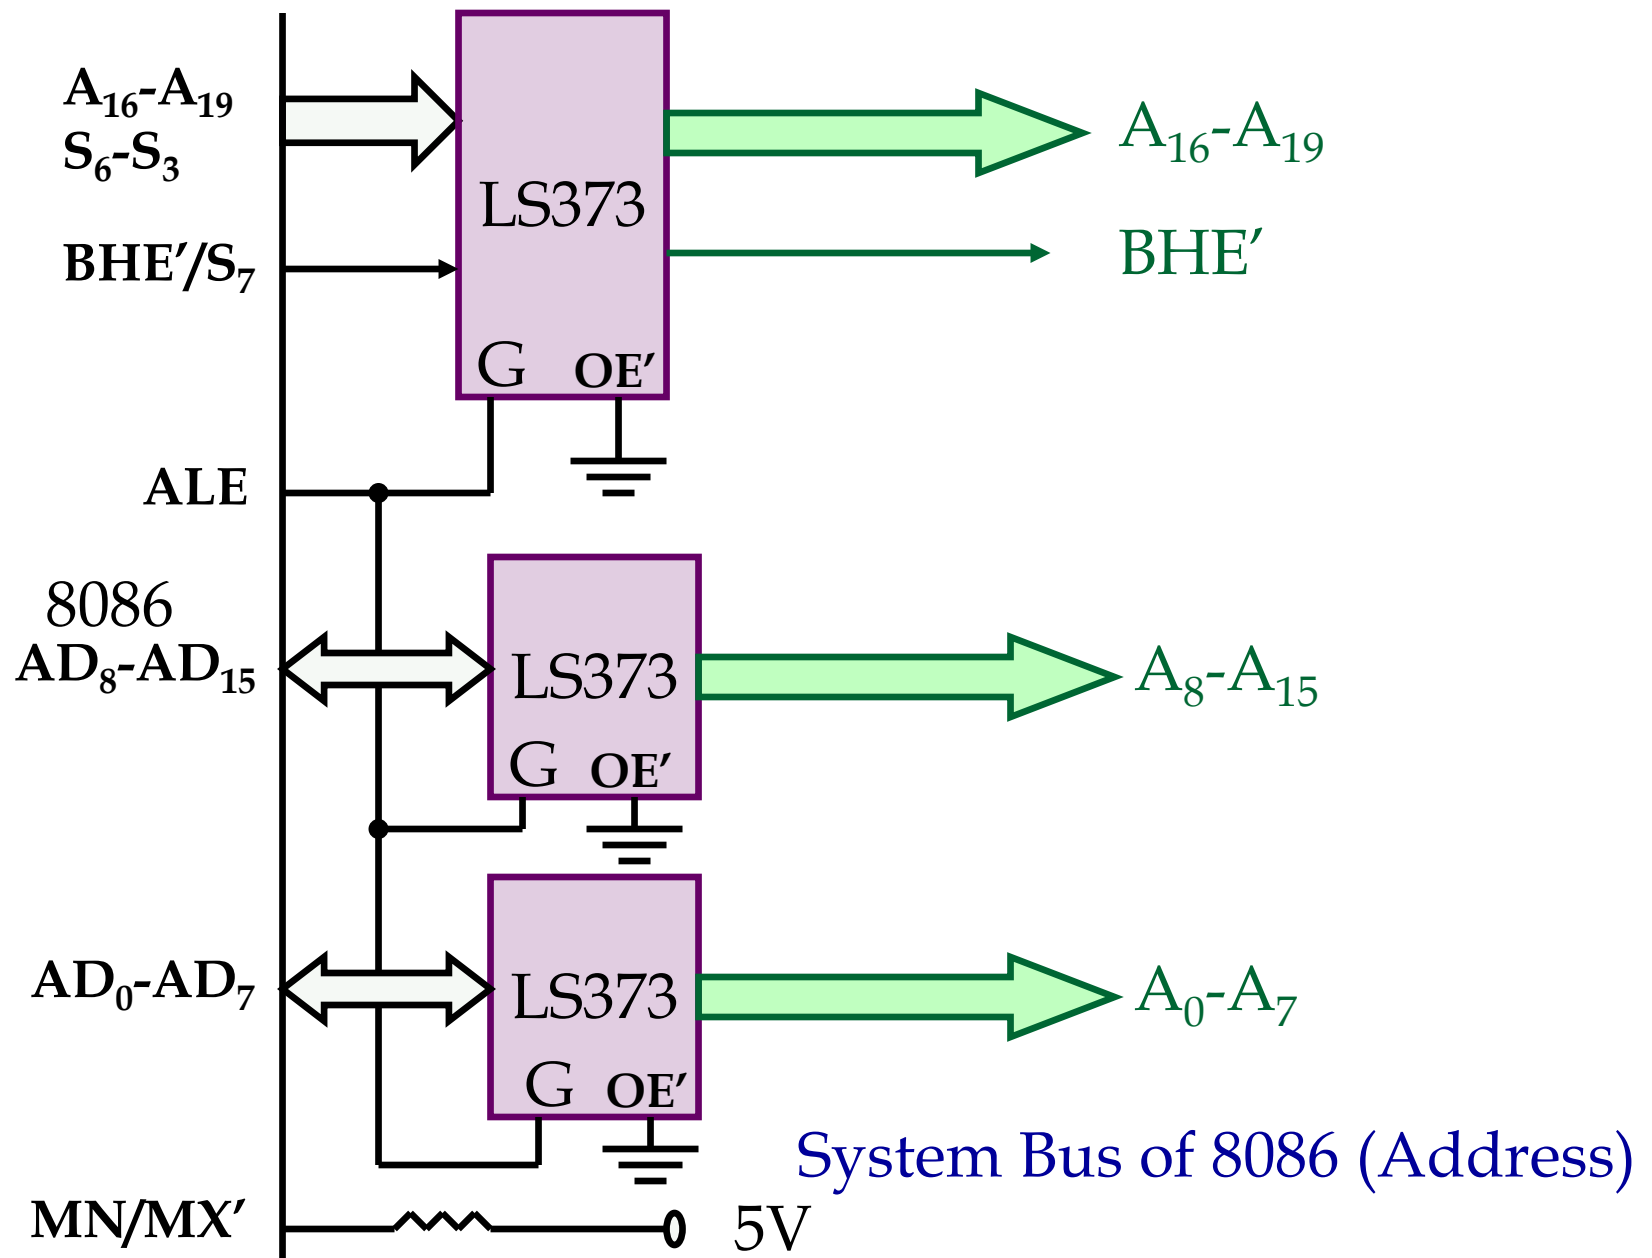 A₁₆-A₁₉
S₆-S₃
LS373
A₁₆-A₁₉
BHE′/S₇
BHE′
G OE′
ALE
8086
AD₈-AD₁₅
LS373
A₈-A₁₅
G OE′
AD₀-AD₇
LS373
A₀-A₇
G OE′
System Bus of 8086 (Address)
MN/MX′
5V